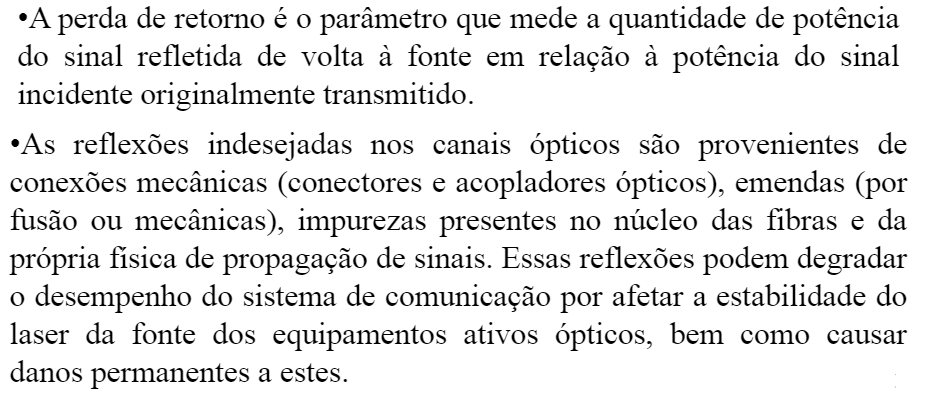 •A perda de retorno é o parâmetro que mede a quantidade de potência
do sinal refletida de volta à fonte em relação à potência do sinal
incidente originalmente transmitido.
•As reflexões indesejadas nos canais ópticos são provenientes de
conexões mecânicas (conectores e acopladores ópticos), emendas (por
fusão ou mecânicas), impurezas presentes no núcleo das fibras e da
própria física de propagação de sinais. Essas reflexões podem degradar
o desempenho do sistema de comunicação por afetar a estabilidade do
laser da fonte dos equipamentos ativos ópticos, bem como causar
danos permanentes a estes.